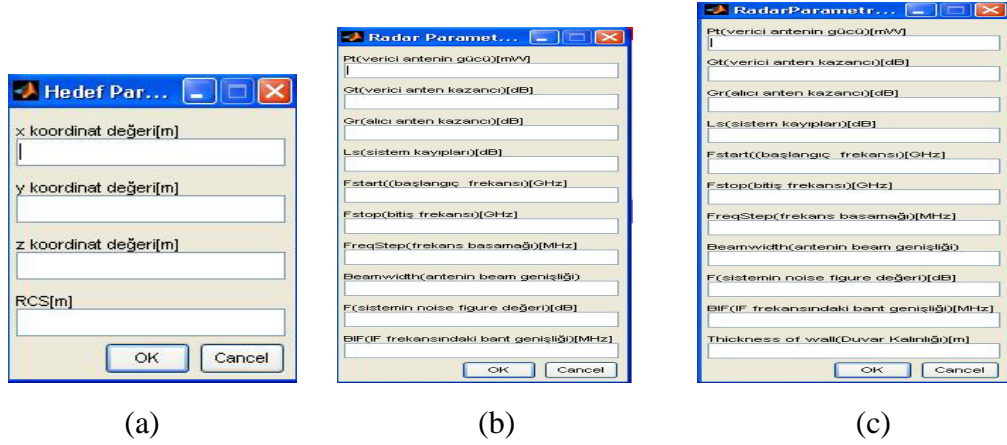 Hedef Par...
x koordinat değeri[m]
y koordinat değeri[m]
z koordinat değeri[m]
RCS[m]
OK Cancel
(a)
Radar Paramet...
Pt(verici antenin gücü)[mW]
Gt(verici anten kazancı)[dB]
Gr(alıcı anten kazancı)[dB]
Ls(sistem kayıpları)[dB]
Fstart((başlangıç frekansı)[GHz]
Fstop(bitiş frekansı)[GHz]
FreqStep(frekans basamağı)[MHz]
Beamwidth(antenin beam genişliği)
F(sistemin noise figure değeri)[dB]
BIF(IF frekansındaki bant genişliği)[MHz]
OK Cancel
(b)
RadarParametr...
Pt(verici antenin gücü)[mW]
Gt(verici anten kazancı)[dB]
Gr(alıcı anten kazancı)[dB]
Ls(sistem kayıpları)[dB]
Fstart((başlangıç frekansı)[GHz]
Fstop(bitiş frekansı)[GHz]
FreqStep(frekans basamağı)[MHz]
Beamwidth(antenin beam genişliği)
F(sistemin noise figure değeri)[dB]
BIF(IF frekansındaki bant genişliği)[MHz]
Thickness of wall(Duvar Kalınlığı)[m]
OK Cancel
(c)